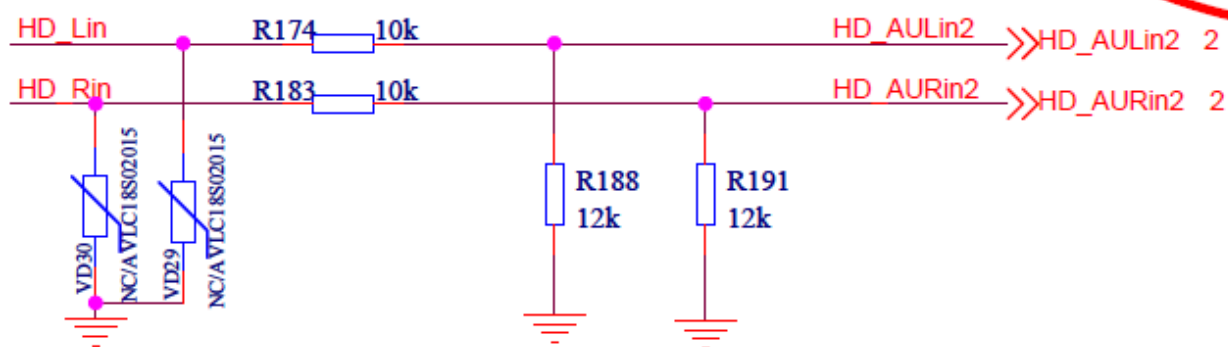 HD_Lin R174 10k HD_AULin2 HD_AULin2 2
HD_Rin R183 10k HD_AURin2 HD_AURin2 2
R188
12k
R191
12k
VD30
NC/AVLC18S02015
VD29
NC/AVLC18S02015